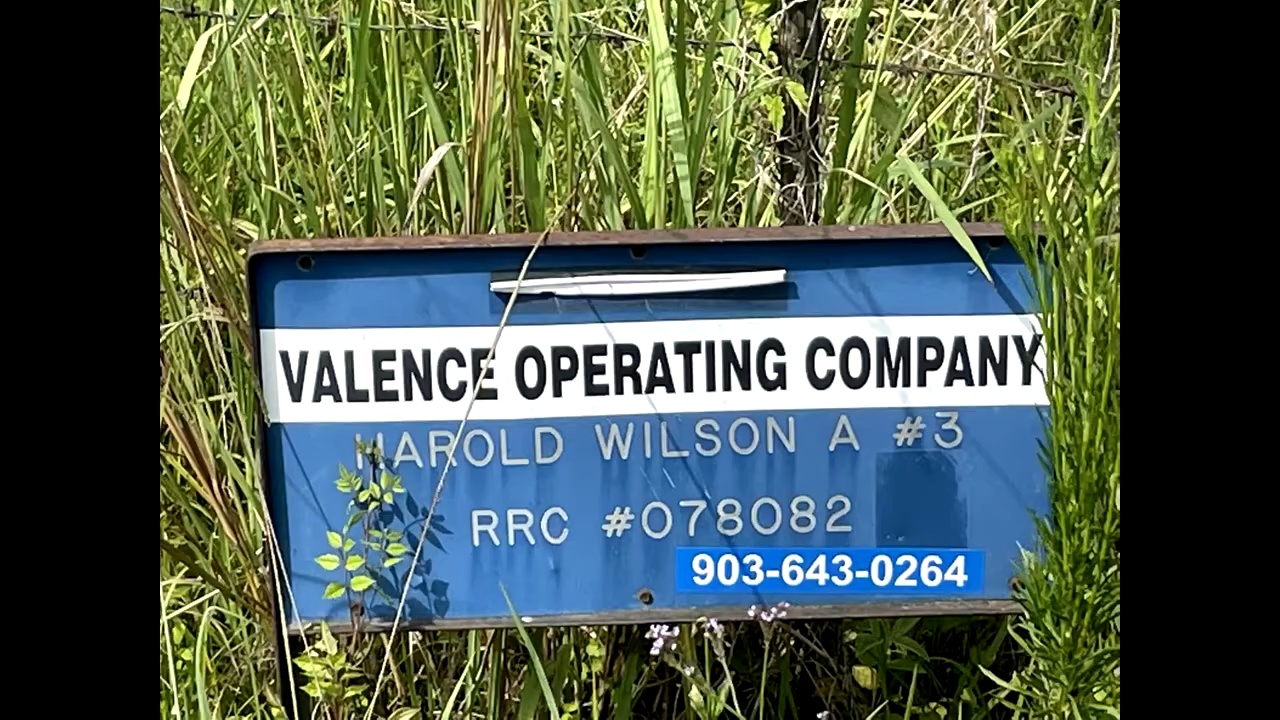 VALENCE OPERATING COMPANY
HAROLD WILSON A #3
RRC #078082
903-643-0264